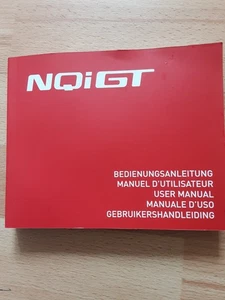 NQiGT
BEDIENUNGSANLEITUNG
MANUEL D'UTILISATEUR
USER MANUAL
MANUALE D'USO
GEBRUIKERSHANDLEIDING